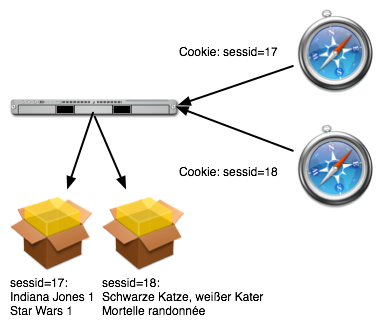 Cookie: sessid=17
Cookie: sessid=18
sessid=17:
Indiana Jones 1
Star Wars 1
sessid=18:
Schwarze Katze, weißer Kater
Mortelle randonnée